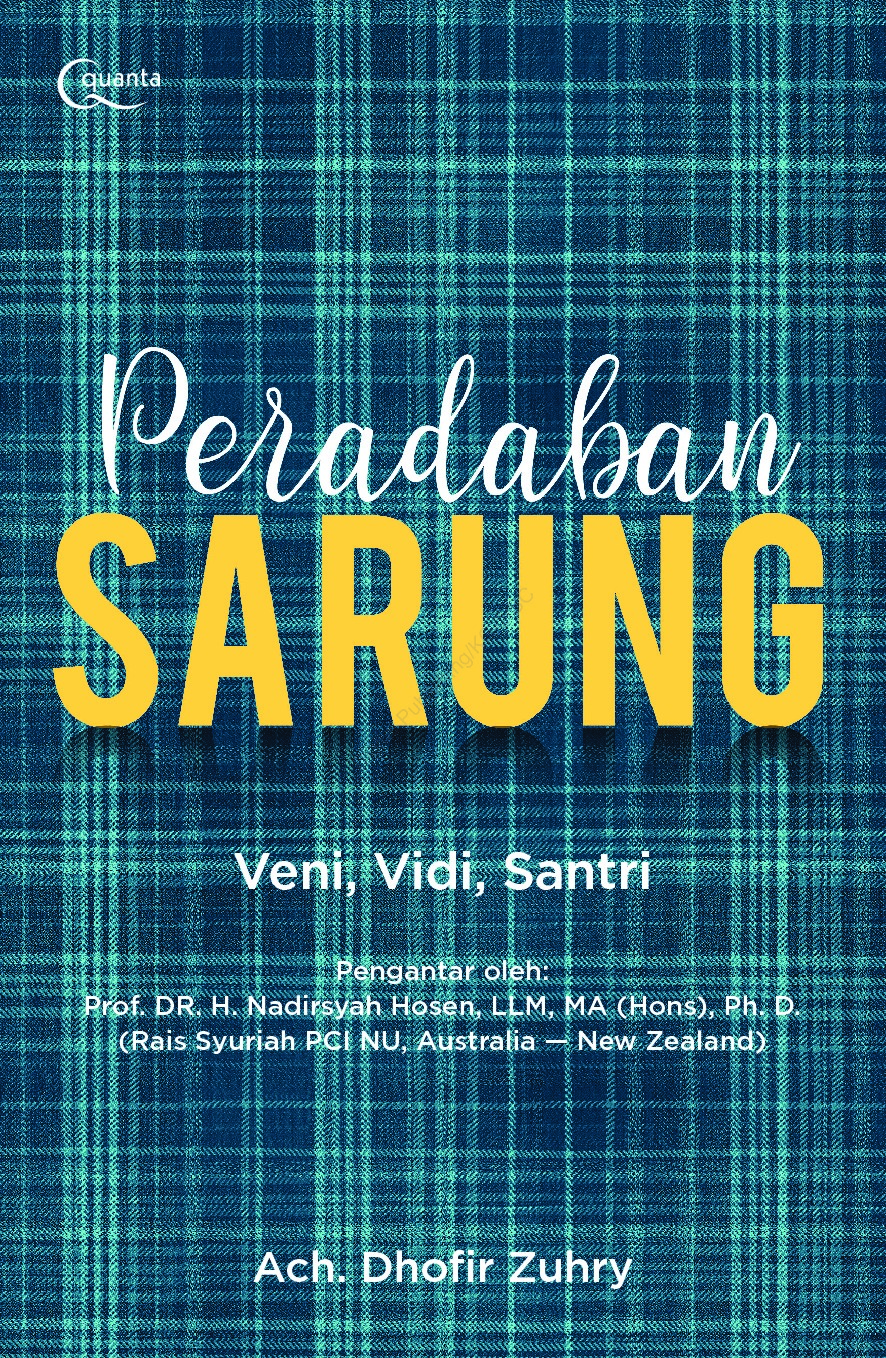 quanta
Peradaban
SARUNG
Veni, Vidi, Santri
Pengantar oleh:
Prof. DR. H. Nadirsyah Hosen, LLM, MA (Hons), Ph. D.
(Rais Syuriah PCI NU, Australia — New Zealand)
Ach. Dhofir Zuhry